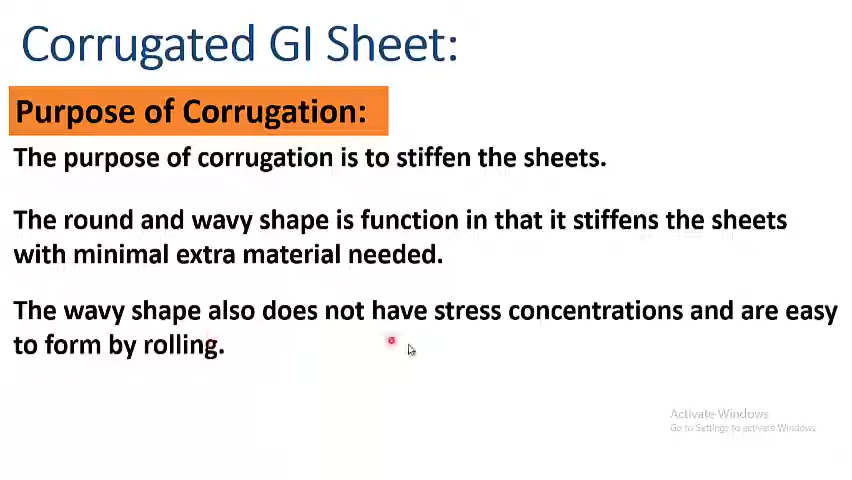 Corrugated GI Sheet:
Purpose of Corrugation:
The purpose of corrugation is to stiffen the sheets.
The round and wavy shape is function in that it stiffens the sheets
with minimal extra material needed.
The wavy shape also does not have stress concentrations and are easy
to form by rolling.
Activate Windows
Go to Settings to activate Windows.